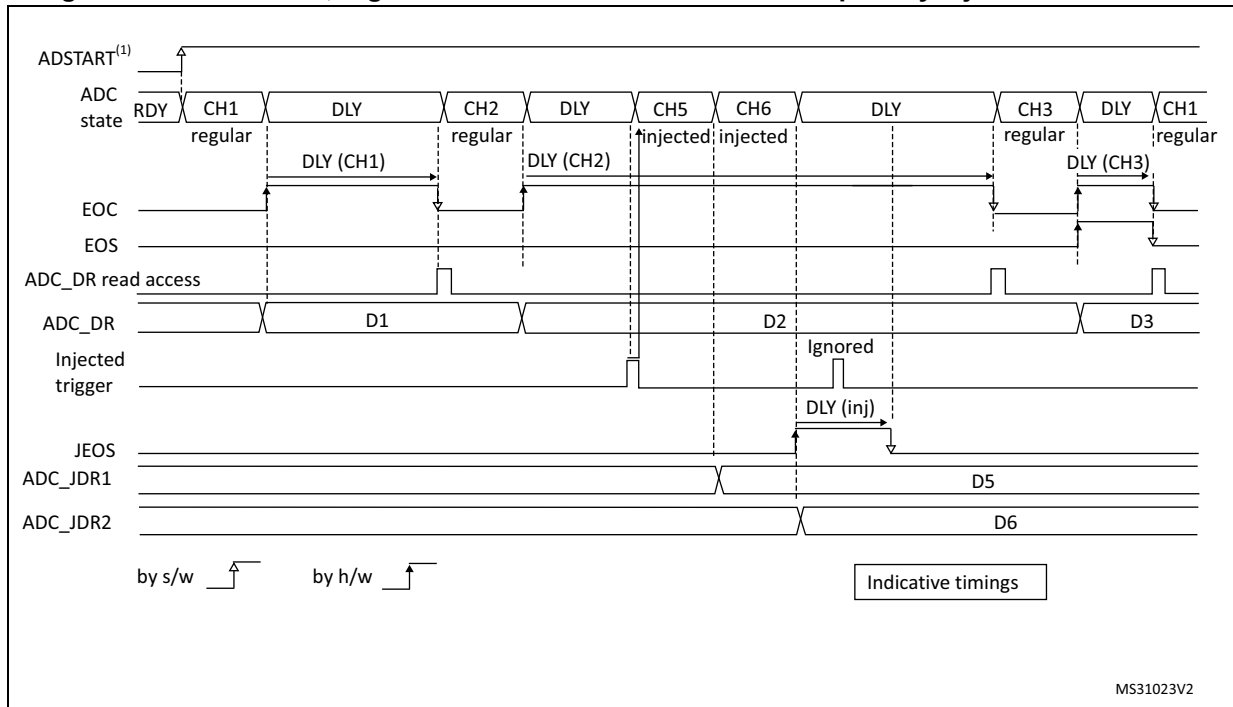 ADSTART(1)
ADC state RDY CH1 DLY CH2 DLY CH5 CH6 DLY CH3 DLY CH1
regular regular injected injected regular regular
DLY (CH1) DLY (CH2) DLY (CH3)
EOC
EOS
ADC_DR read access
ADC_DR D1 D2 D3
Injected trigger Ignored
DLY (inj)
JEOS
ADC_JDR1 D5
ADC_JDR2 D6
by s/w by h/w Indicative timings
MS31023V2